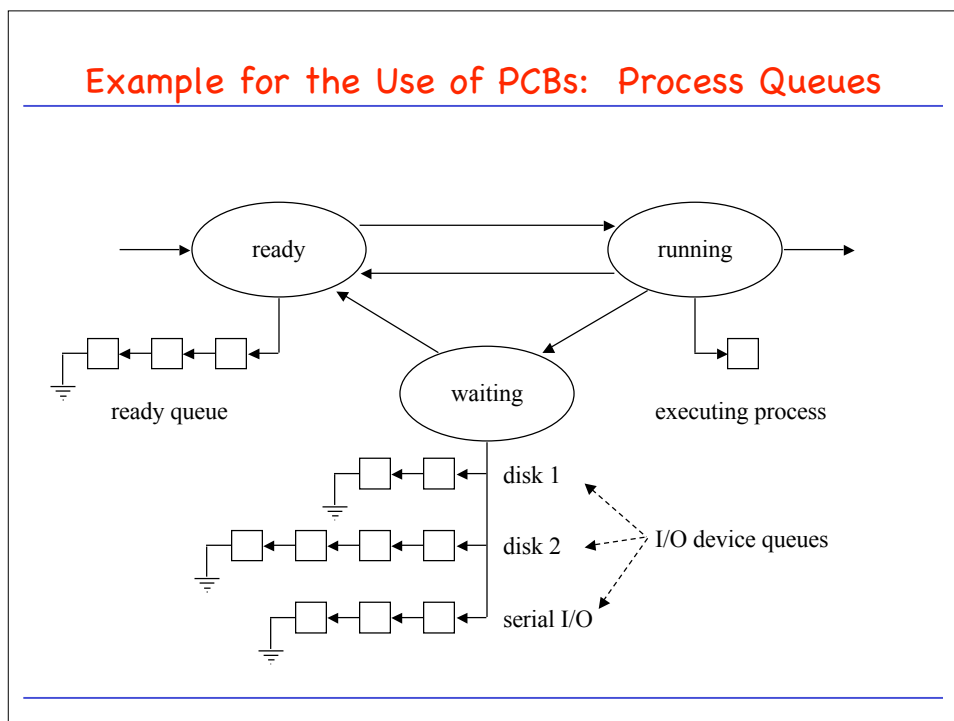 Example for the Use of PCBs: Process Queues
ready
running
waiting
ready queue
executing process
disk 1
disk 2
I/O device queues
serial I/O